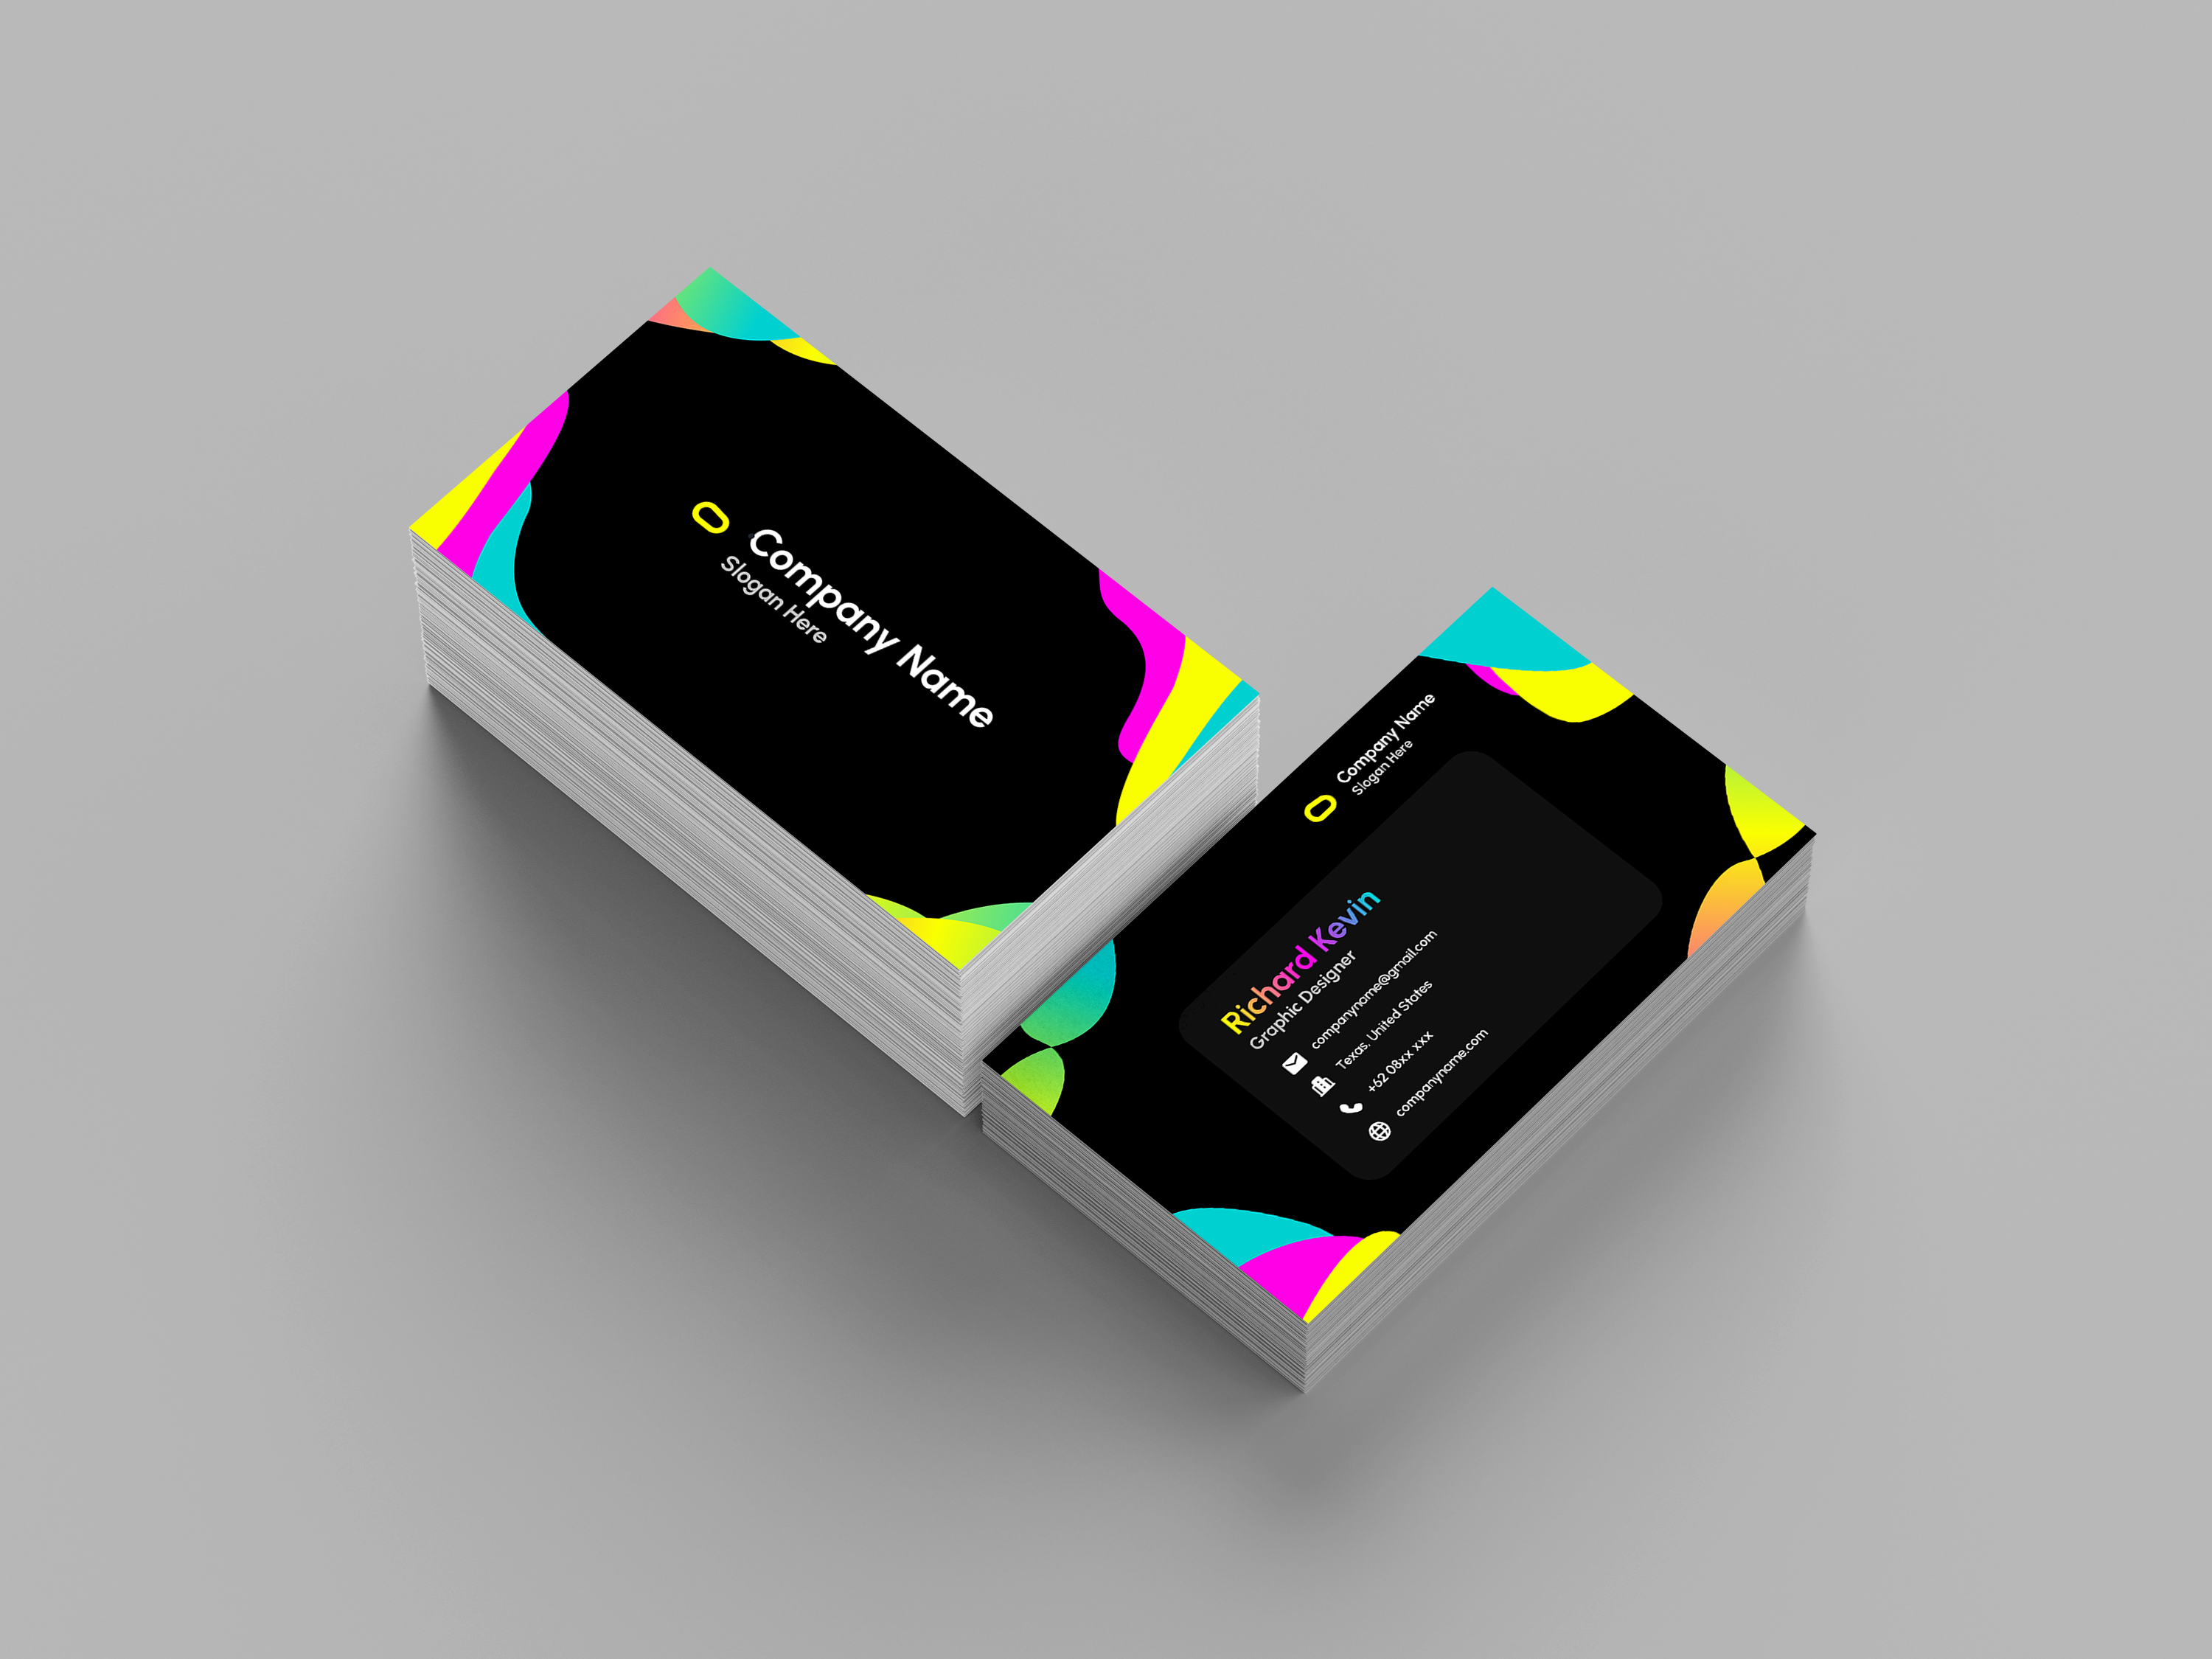 Company Name
Slogan Here
Company Name
Slogan Here
Richard Kevin
Graphic Designer
companyname@gmail.com
Texas, United States
+62 08xx xxx
companyname.com